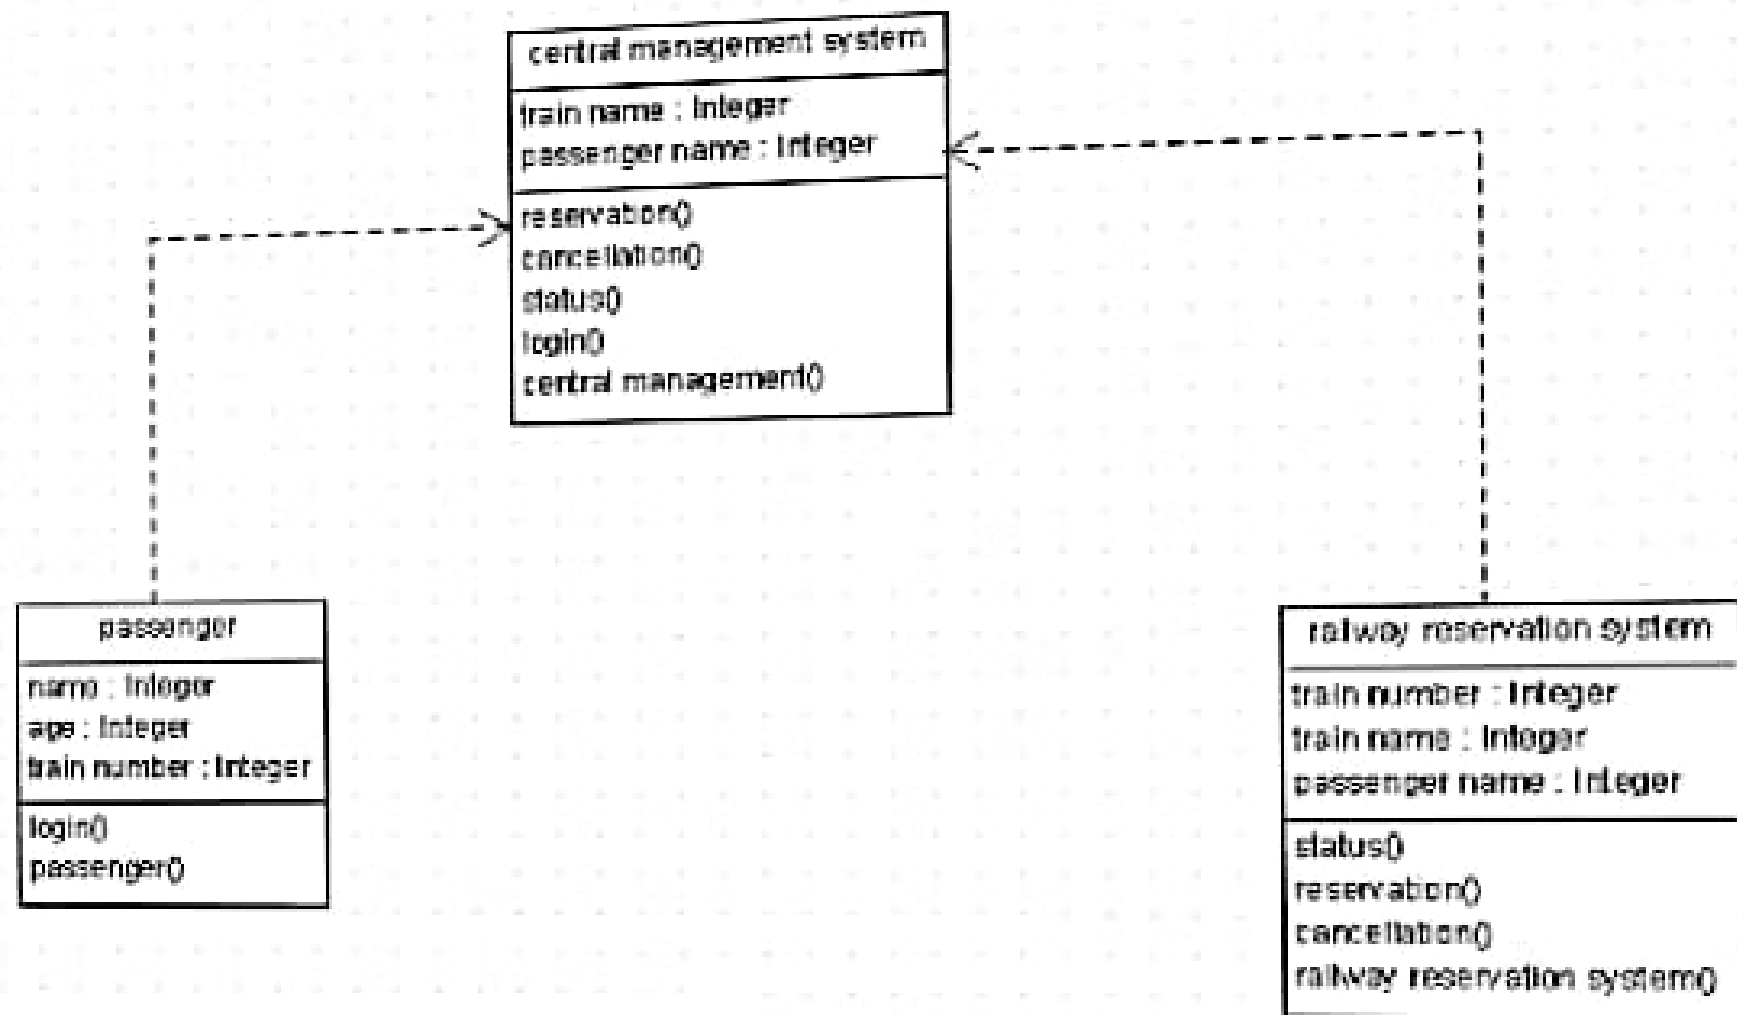 central management system
train name : Integer
passenger name : Integer
reservation()
cancellation()
status()
login()
central management()
passenger
name : Integer
age : Integer
train number : Integer
login()
passenger()
railway reservation system
train number : Integer
train name : Integer
passenger name : Integer
status()
reservation()
cancellation()
railway reservation system()